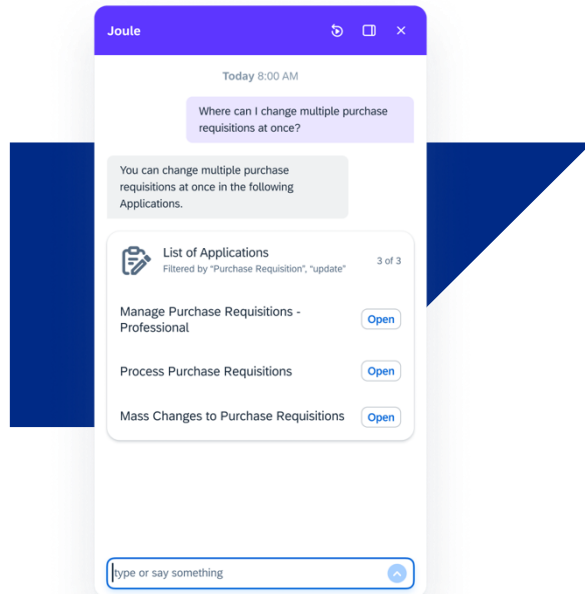 Joule
Today 8:00 AM
Where can I change multiple purchase
requisitions at once?
You can change multiple purchase
requisitions at once in the following
Applications.
List of Applications
Filtered by "Purchase Requisition", "update"
3 of 3
Manage Purchase Requisitions -
Professional
Open
Process Purchase Requisitions
Open
Mass Changes to Purchase Requisitions
Open
type or say something